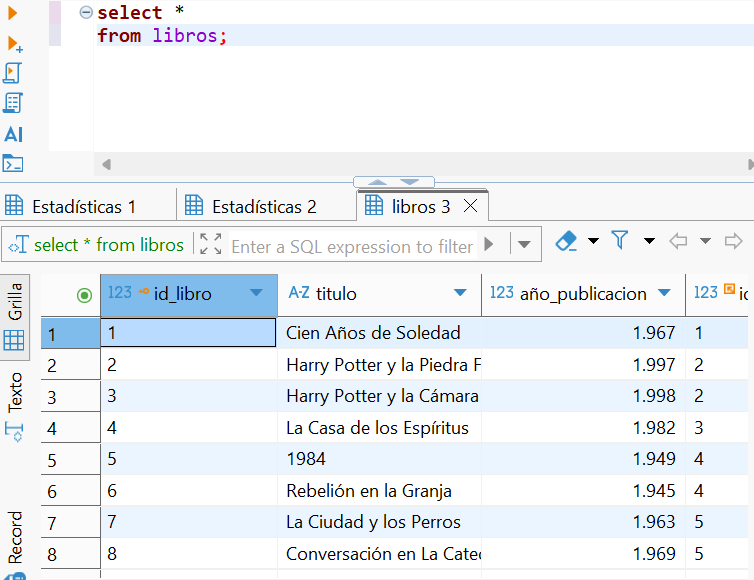 select *
from libros;
AI
Estadísticas 1 Estadísticas 2 libros 3
select * from libros Enter a SQL expression to filter
Grilla
Texto
Record
123 id_libro A-Z titulo 123 año_publicacion 123
1 1 Cien Años de Soledad 1.967 1
2 2 Harry Potter y la Piedra 1.997 2
3 3 Harry Potter y la Cámara 1.998 2
4 4 La Casa de los Espíritus 1.982 3
5 5 1984 1.949 4
6 6 Rebelión en la Granja 1.945 4
7 7 La Ciudad y los Perros 1.963 5
8 8 Conversación en La 1.969 5